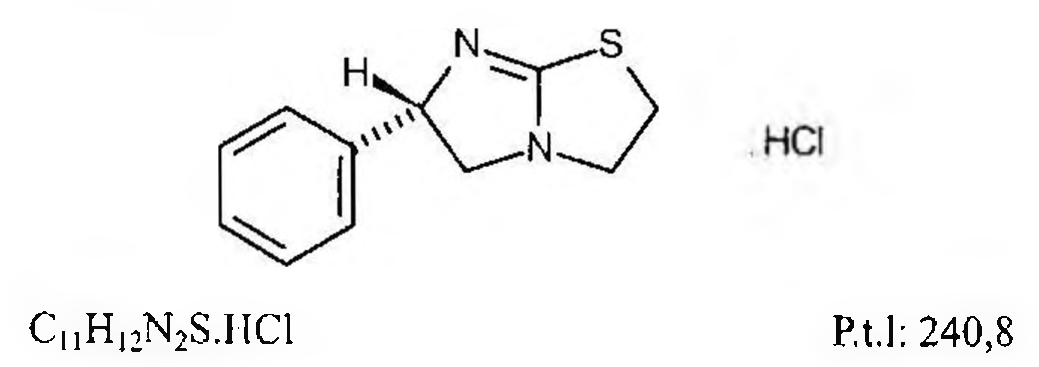 N S
H
N
.HCl
C₁₁H₁₂N₂S.HCl P.t.l: 240,8